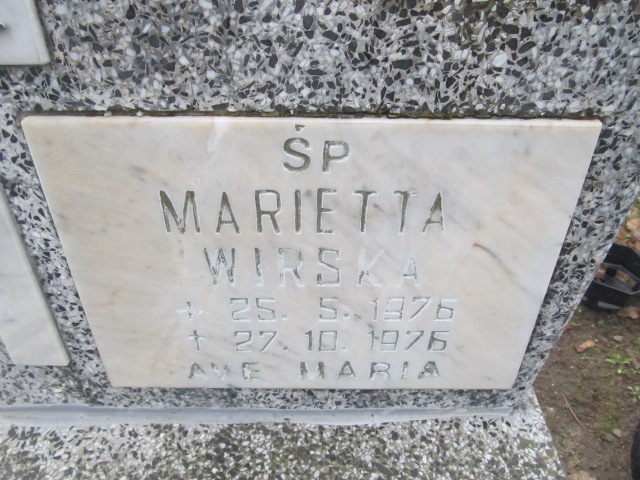 ŚP
MARIETTA
WIRSKA
* 25. 5. 1976
† 27. 10. 1976
AVE MARIA